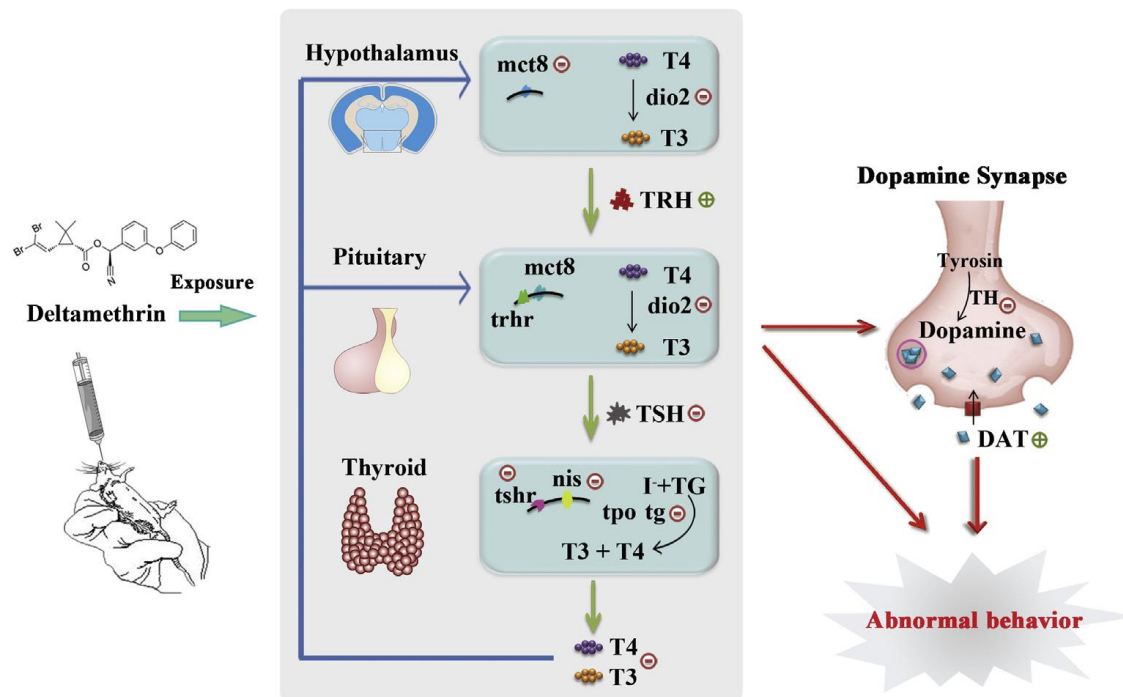 Br
Br
O
O
O
N
Deltamethrin
Exposure
Hypothalamus
mct8 ⊖
T4
dio2 ⊖
T3
TRH ⊕
Pituitary
mct8
trhr
T4
dio2 ⊖
T3
TSH ⊖
Thyroid
⊖
tshr
nis ⊖
I⁻+TG
tpo tg ⊖
T3 + T4
T4
T3 ⊖
Dopamine Synapse
Tyrosin
TH ⊖
Dopamine
DAT ⊕
Abnormal behavior